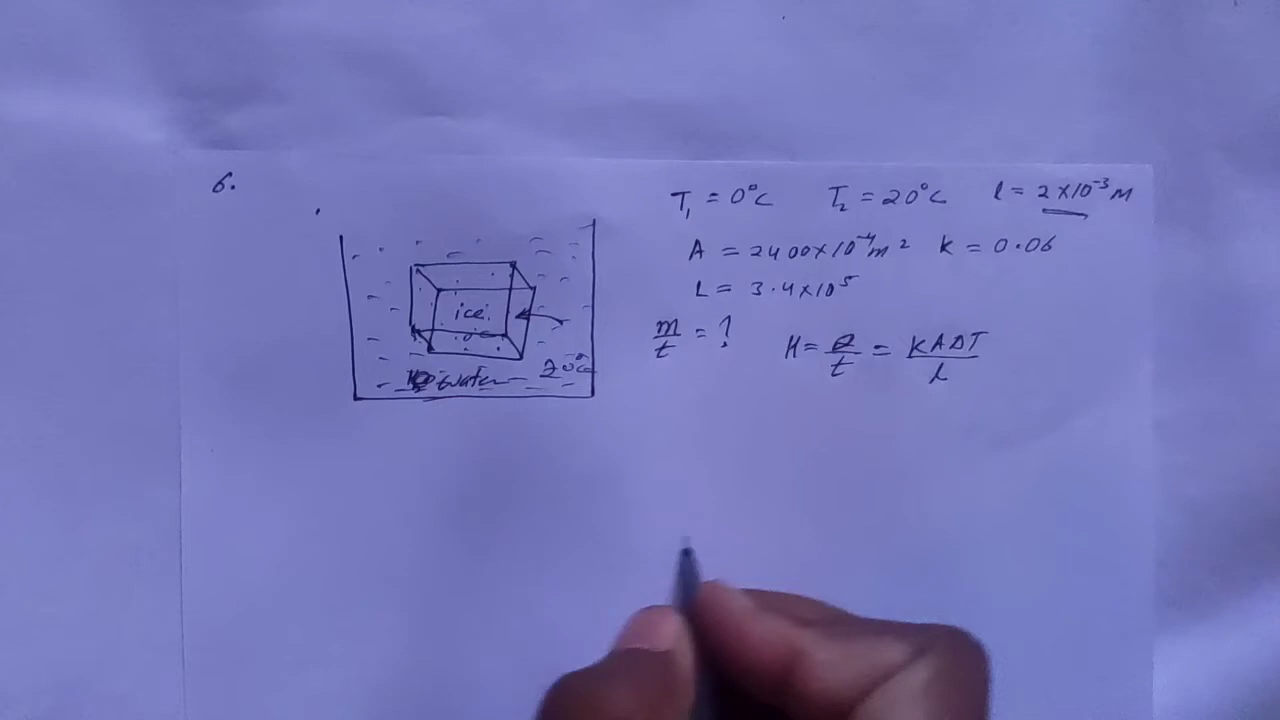 6.
T₁ = 0°C T₂ = 20°C l = 2×10⁻³ m
A = 2400×10⁻⁴ m² K = 0.06
L = 3.4×10⁵
m/t = ? H = Q/t = KAΔT/l
ice
0°C
water 20°C